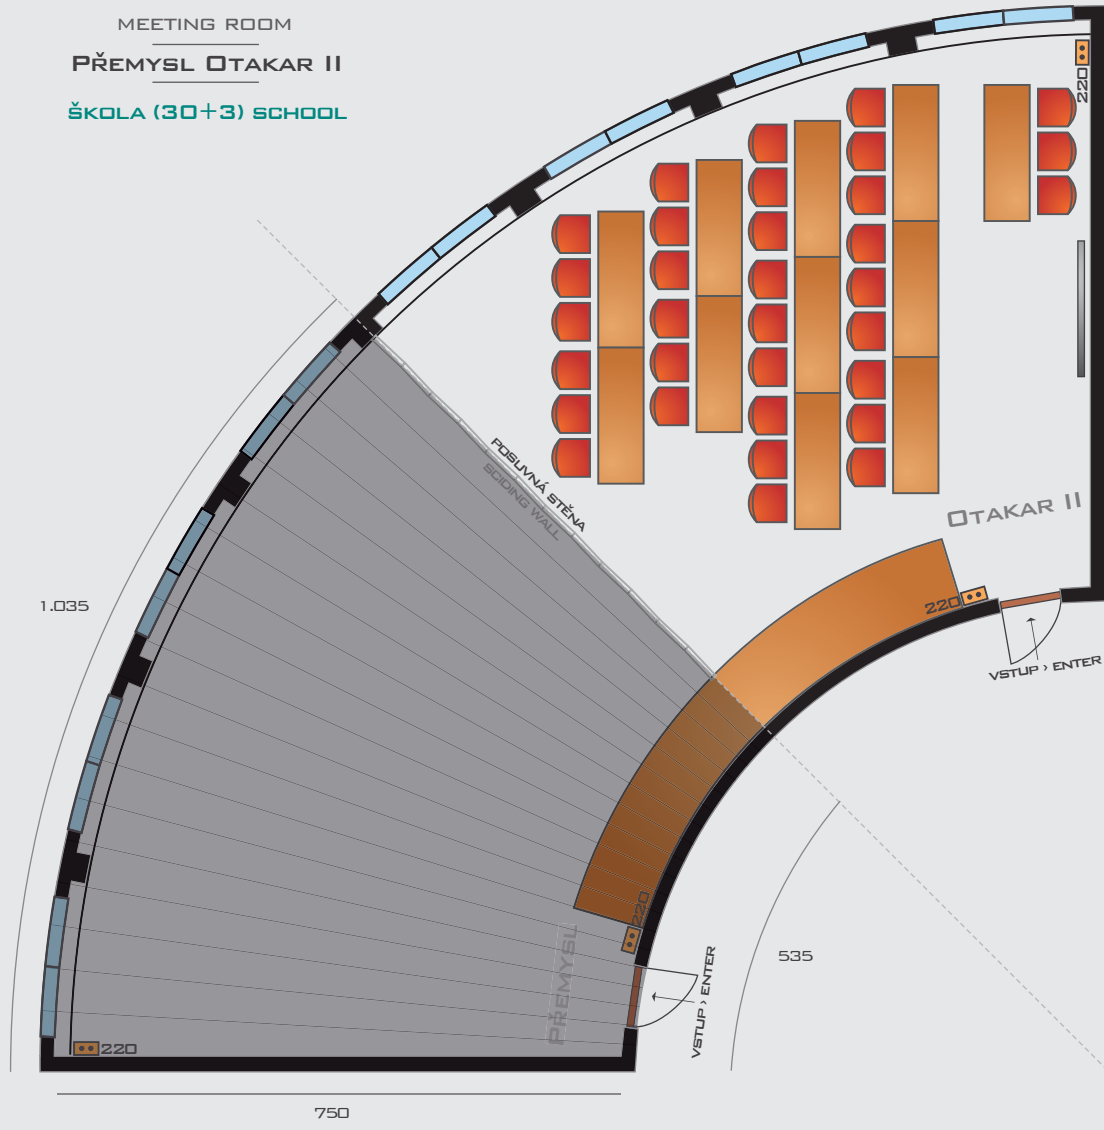 MEETING ROOM
PŘEMYSL OTAKAR II
ŠKOLA (30+3) SCHOOL
220
POSUVNÁ STĚNA
SCIDING WALL
OTAKAR II
220
VSTUP › ENTER
1.035
220
535
PŘEMYSL
VSTUP › ENTER
220
750